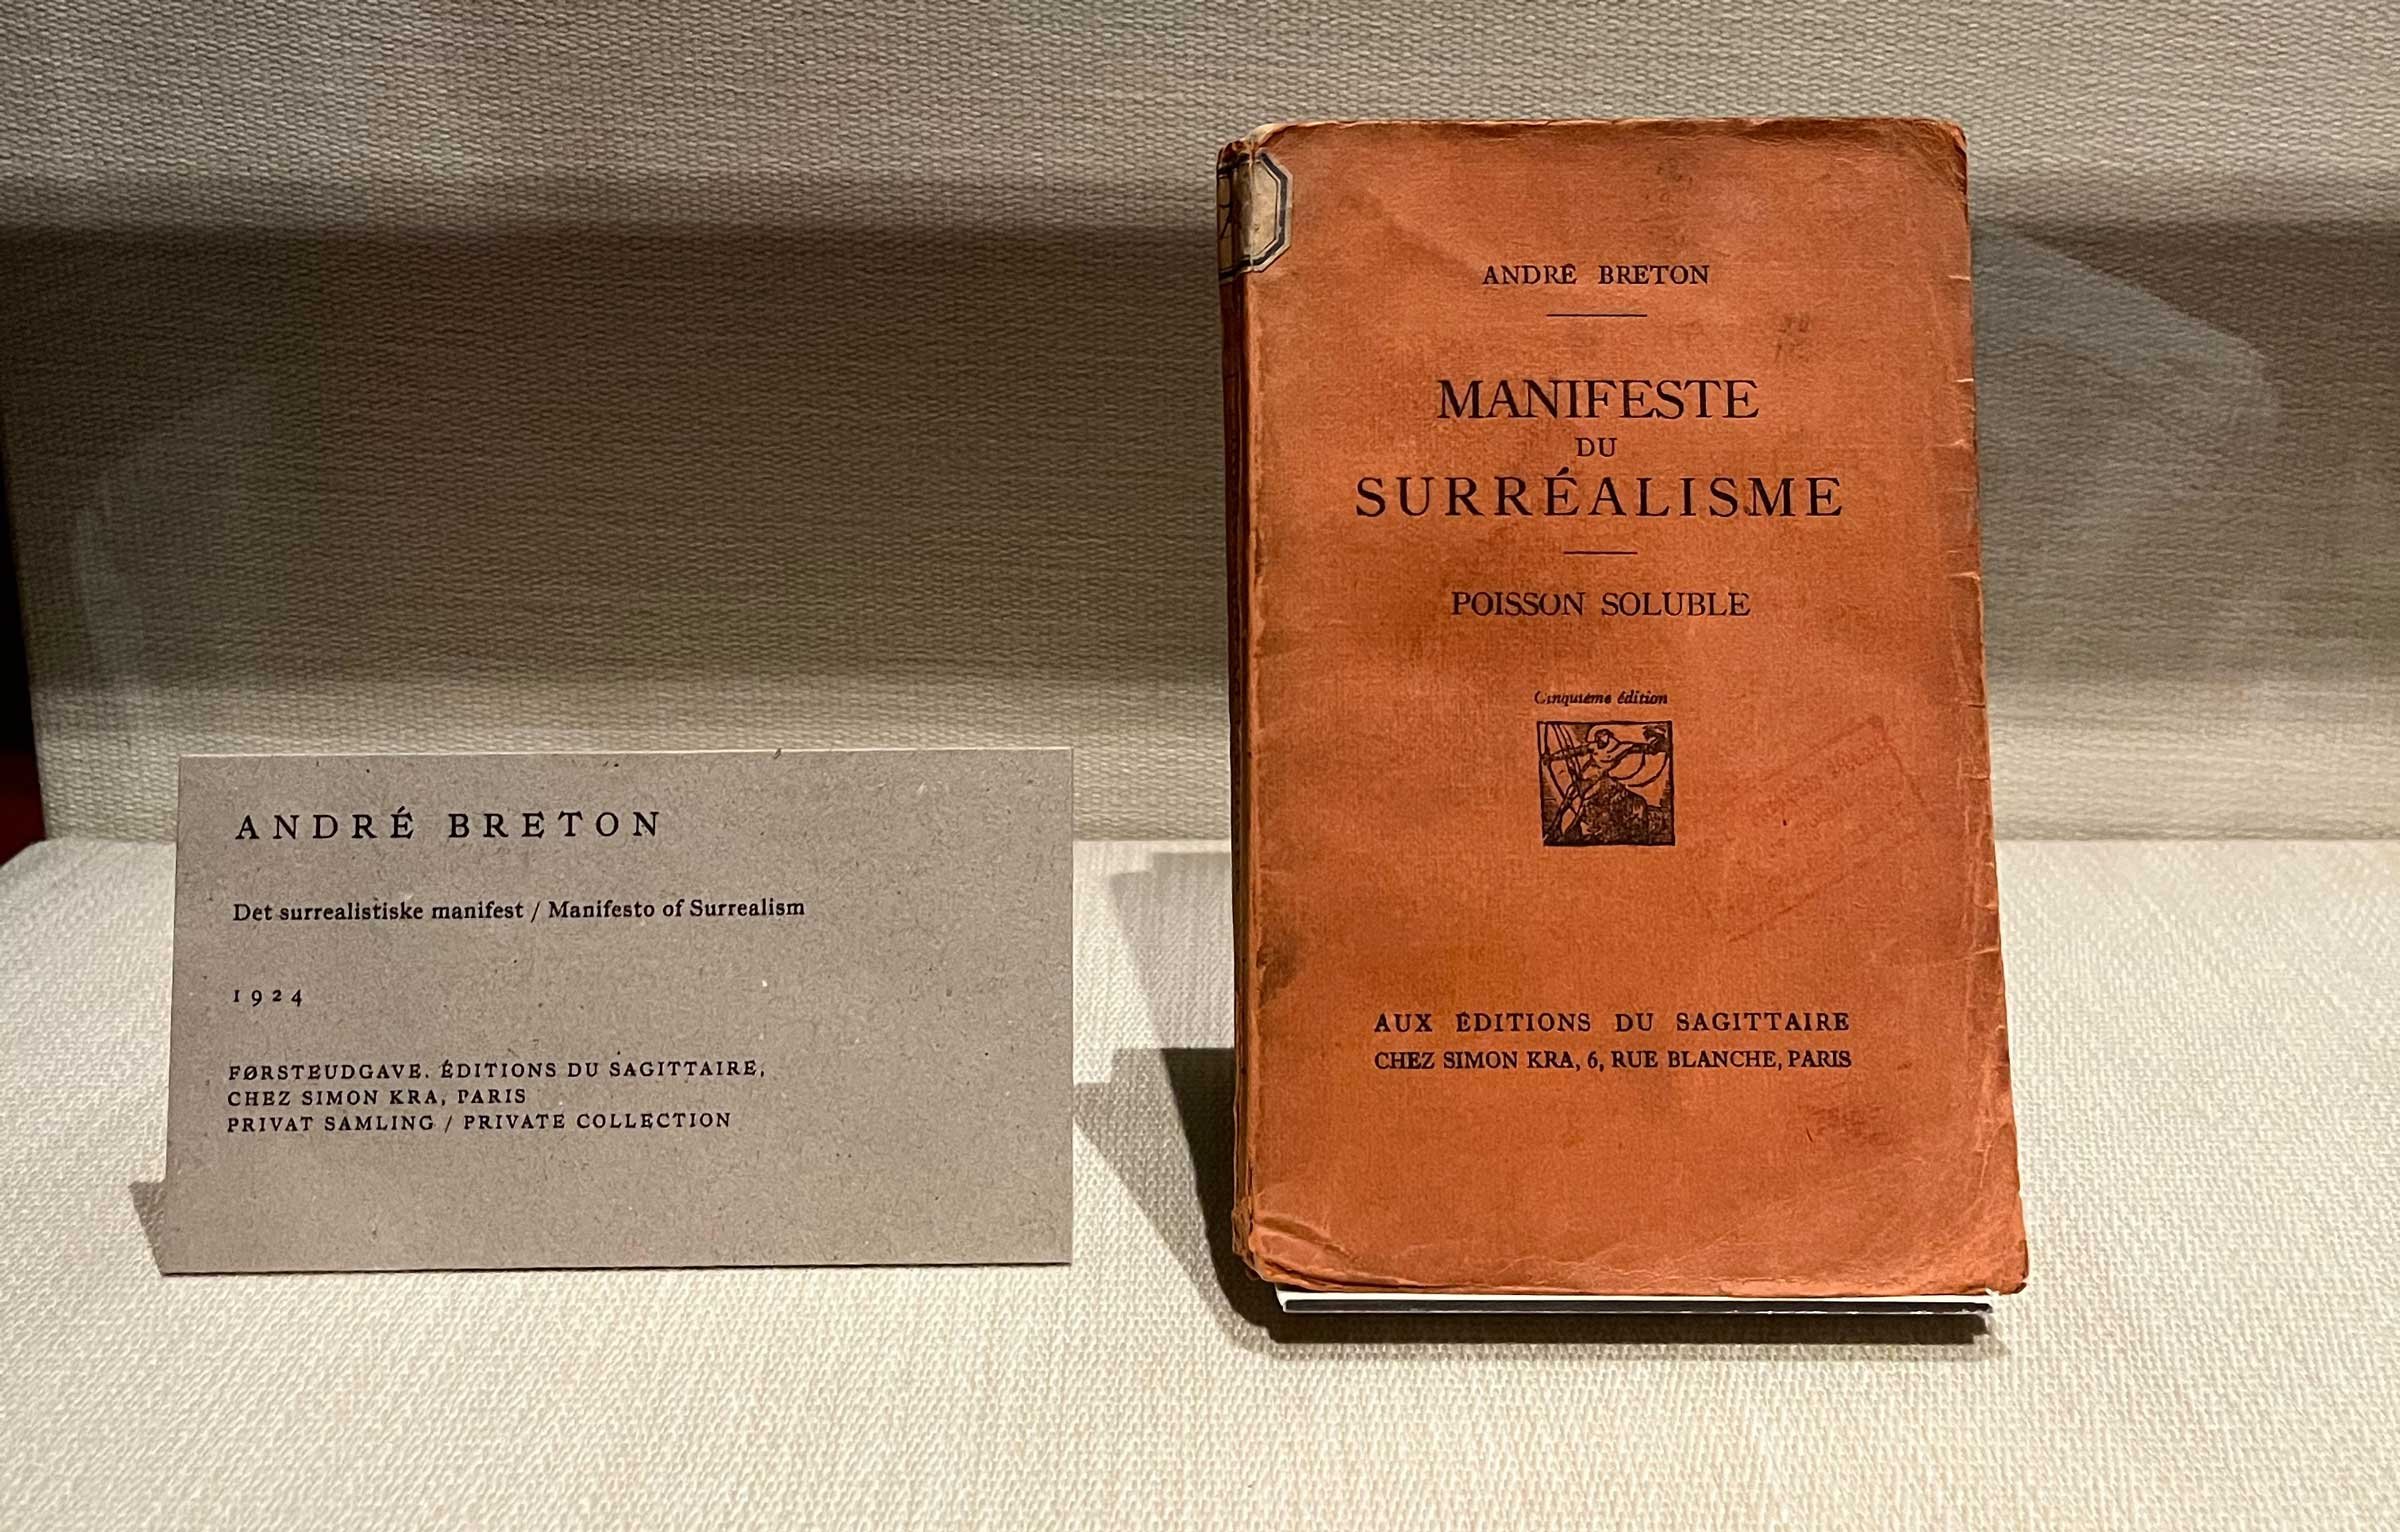 ANDRÉ BRETON
Det surrealistiske manifest / Manifesto of Surrealism
1924
FØRSTEUDGAVE. ÉDITIONS DU SAGITTAIRE,
CHEZ SIMON KRA, PARIS
PRIVAT SAMLING / PRIVATE COLLECTION
ANDRÉ BRETON
MANIFESTE
DU
SURRÉALISME
POISSON SOLUBLE
Cinquième édition
AUX ÉDITIONS DU SAGITTAIRE
CHEZ SIMON KRA, 6, RUE BLANCHE, PARIS